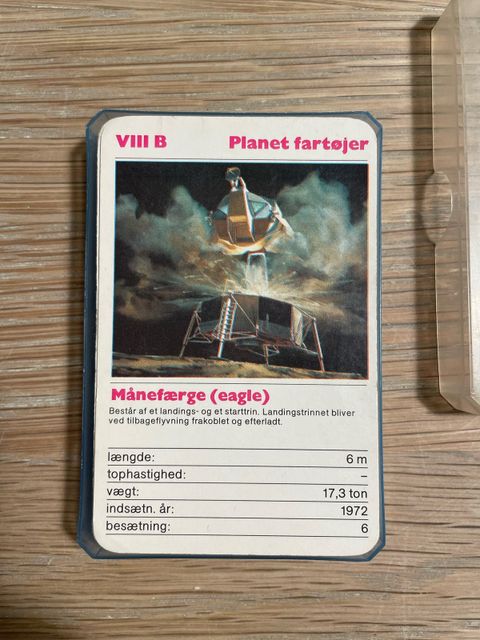 VIII B Planet fartøjer
Månefærge (eagle)
Består af et landings- og et starttrin. Landingstrinnet bliver
ved tilbageflyvning frakoblet og efterladt.
længde: 6 m
tophastighed: –
vægt: 17,3 ton
indsætn. år: 1972
besætning: 6